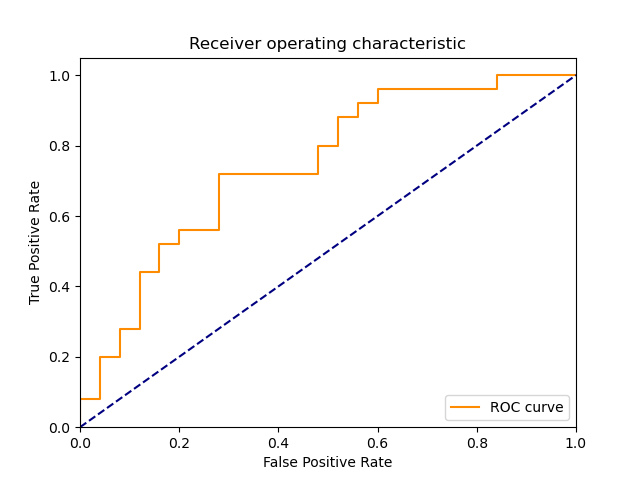 Receiver operating characteristic
1.0
0.8
0.6
0.4
0.2
0.0
True Positive Rate
0.0 0.2 0.4 0.6 0.8 1.0
False Positive Rate
ROC curve